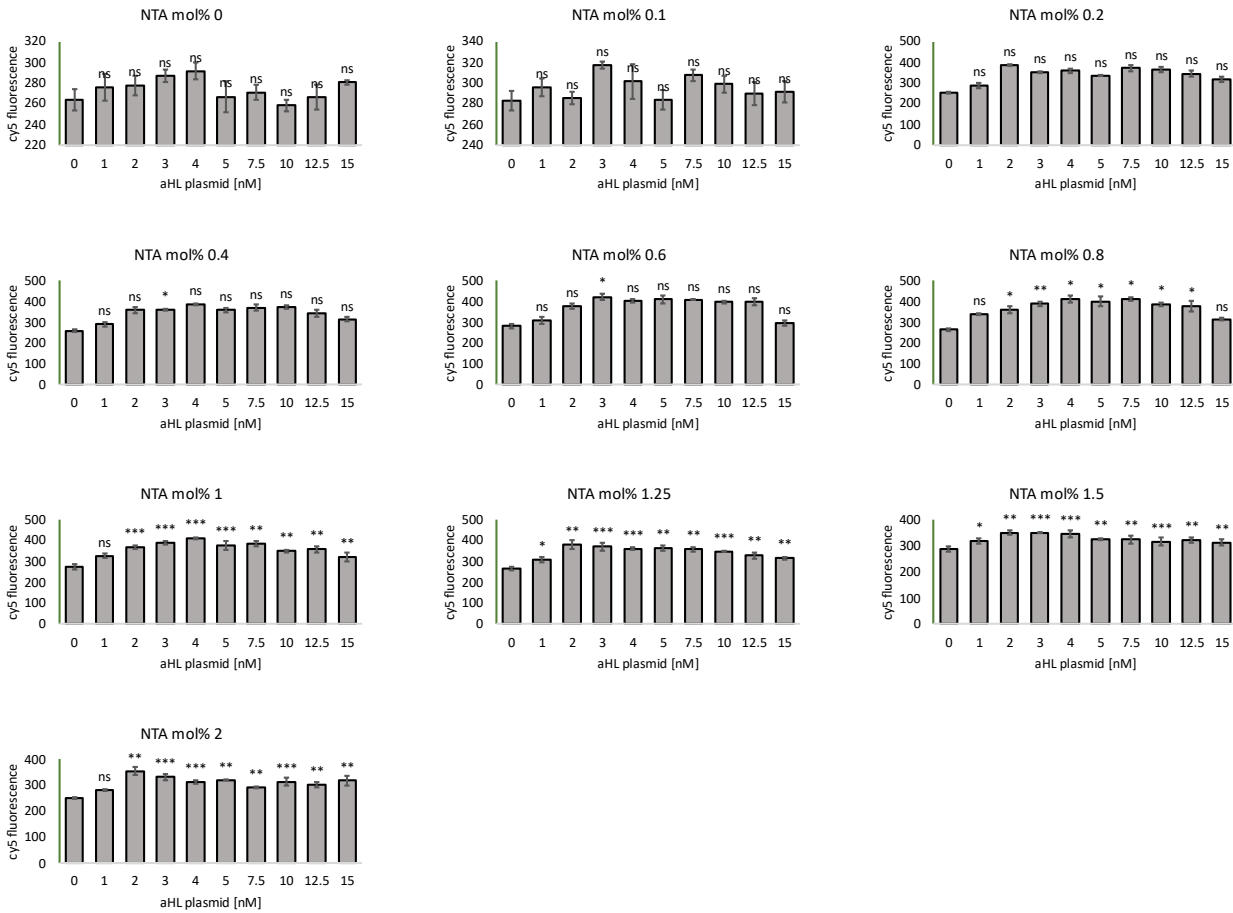 NTA mol% 0
cy5 fluorescence
320
300
280
260
240
220
ns ns ns ns ns ns ns ns ns
0 1 2 3 4 5 7.5 10 12.5 15
aHL plasmid [nM]
NTA mol% 0.1
cy5 fluorescence
340
320
300
280
260
240
ns ns ns ns ns ns ns ns ns
0 1 2 3 4 5 7.5 10 12.5 15
aHL plasmid [nM]
NTA mol% 0.2
cy5 fluorescence
500
400
300
200
100
0
ns ns ns ns ns ns ns ns ns
0 1 2 3 4 5 7.5 10 12.5 15
aHL plasmid [nM]
NTA mol% 0.4
cy5 fluorescence
500
400
300
200
100
0
ns ns * ns ns ns ns ns ns
0 1 2 3 4 5 7.5 10 12.5 15
aHL plasmid [nM]
NTA mol% 0.6
cy5 fluorescence
500
400
300
200
100
0
ns ns * ns ns ns ns ns ns
0 1 2 3 4 5 7.5 10 12.5 15
aHL plasmid [nM]
NTA mol% 0.8
cy5 fluorescence
500
400
300
200
100
0
ns * ** * * * * * ns
0 1 2 3 4 5 7.5 10 12.5 15
aHL plasmid [nM]
NTA mol% 1
cy5 fluorescence
500
400
300
200
100
0
ns *** *** *** *** ** ** ** **
0 1 2 3 4 5 7.5 10 12.5 15
aHL plasmid [nM]
NTA mol% 1.25
cy5 fluorescence
500
400
300
200
100
0
* ** *** *** ** ** *** ** **
0 1 2 3 4 5 7.5 10 12.5 15
aHL plasmid [nM]
NTA mol% 1.5
cy5 fluorescence
400
300
200
100
0
* ** *** *** ** ** *** ** **
0 1 2 3 4 5 7.5 10 12.5 15
aHL plasmid [nM]
NTA mol% 2
cy5 fluorescence
400
300
200
100
0
ns ** *** *** ** ** *** ** **
0 1 2 3 4 5 7.5 10 12.5 15
aHL plasmid [nM]